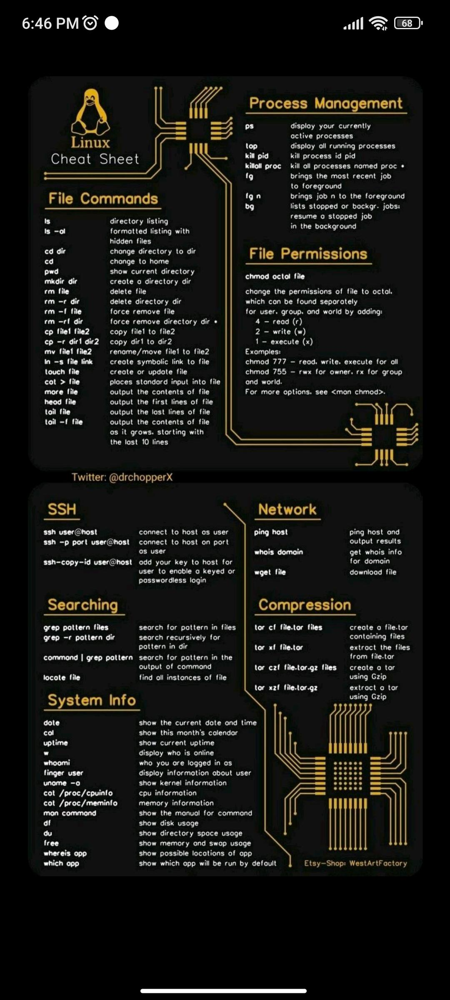 6:46 PM
68
Linux
Cheat Sheet
File Commands
ls directory listing
ls -al formatted listing with
hidden files
cd dir change directory to dir
cd change to home
pwd show current directory
mkdir dir create a directory dir
rm file delete file
rm -r dir delete directory dir
rm -f file force remove file
rm -rf dir force remove directory dir •
cp file1 file2 copy file1 to file2
cp -r dir1 dir2 copy dir1 to dir2
mv file1 file2 rename/move file1 to file2
ln -s file link create symbolic link to file
touch file create or update file
cat > file places standard input into file
more file output the contents of file
head file output the first lines of file
tail file output the last lines of file
tail -f file output the contents of file
as it grows, starting with
the last 10 lines
Process Management
ps display your currently
active processes
top display all running processes
kill pid kill process id pid
killall proc kill all processes named proc •
fg brings the most recent job
to foreground
fg n brings job n to the foreground
bg lists stopped or backgr. jobs;
resume a stopped job
in the background
File Permissions
chmod octal file
change the permissions of file to octal,
which can be found separately
for user, group, and world by adding:
4 - read (r)
2 - write (w)
1 - execute (x)
Examples:
chmod 777 - read, write, execute for all
chmod 755 - rwx for owner, rx for group
and world.
For more options, see <man chmod>.
Twitter: @drchopperX
SSH
ssh user@host connect to host as user
ssh -p port user@host connect to host on port
as user
ssh-copy-id user@host add your key to host for
user to enable a keyed or
passwordless login
Searching
grep pattern files search for pattern in files
grep -r pattern dir search recursively for
pattern in dir
command | grep pattern search for pattern in the
output of command
locate file find all instances of file
System Info
date show the current date and time
cal show this month's calendar
uptime show current uptime
w display who is online
whoami who you are logged in as
finger user display information about user
uname -a show kernel information
cat /proc/cpuinfo cpu information
cat /proc/meminfo memory information
man command show the manual for command
df show disk usage
du show directory space usage
free show memory and swap usage
whereis app show possible locations of app
which app show which app will be run by default
Network
ping host ping host and
output results
whois domain get whois info
for domain
wget file download file
Compression
tar cf file.tar files create a file.tar
containing files
tar xf file.tar extract the files
from file.tar
tar czf file.tar.gz files create a tar
using Gzip
tar xzf file.tar.gz extract a tar
using Gzip
Etsy-Shop: WestArtFactory